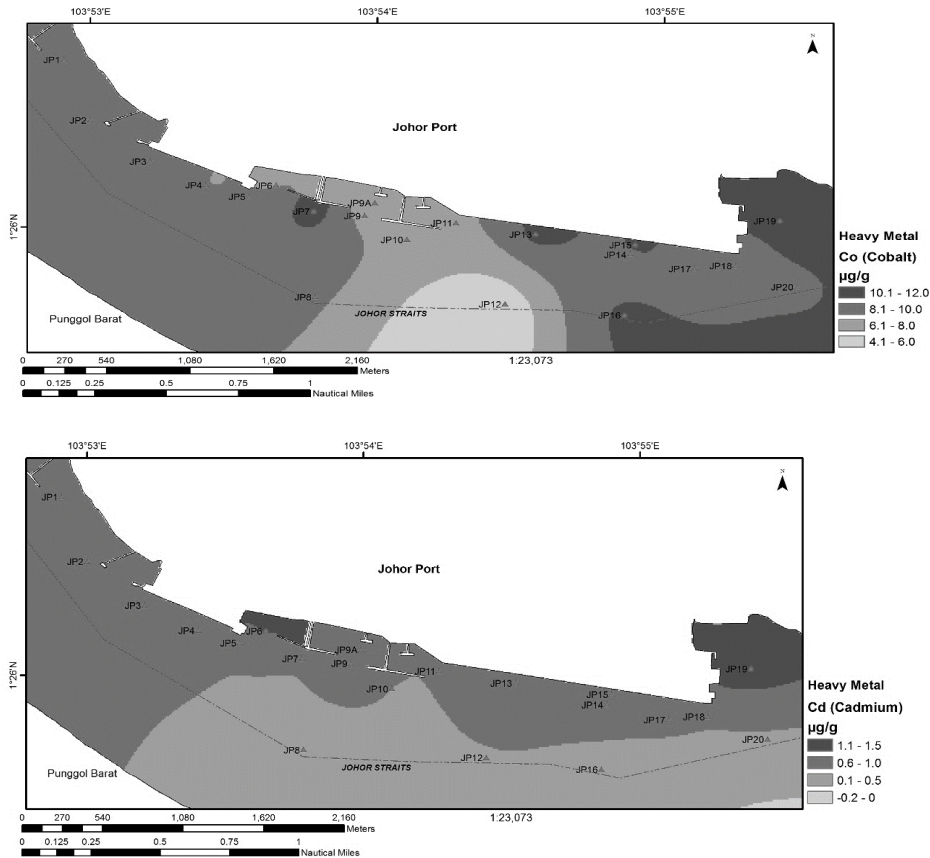 103°53'E 103°54'E 103°55'E
N
JP1
Johor Port
JP2
JP3
JP4 JP6
JP5
JP7 JP9A
JP9
JP11
JP10
JP13
JP15
JP14
JP19
JP17 JP18
1°26'N
Heavy Metal
Co (Cobalt)
µg/g
10.1 - 12.0
8.1 - 10.0
6.1 - 8.0
4.1 - 6.0
JP20
JP8
JP12
JP16
JOHOR STRAITS
Punggol Barat
0 270 540 1,080 1,620 2,160
Meters
1:23,073
0 0.125 0.25 0.5 0.75 1
Nautical Miles
103°53'E 103°54'E 103°55'E
N
JP1
Johor Port
JP2
JP3
JP4 JP6
JP5
JP7 JP9A
JP9
JP11
JP10
JP13
JP15
JP14
JP19
JP17 JP18
1°26'N
Heavy Metal
Cd (Cadmium)
µg/g
1.1 - 1.5
0.6 - 1.0
0.1 - 0.5
-0.2 - 0
JP20
JP8
JP12
JP16
JOHOR STRAITS
Punggol Barat
0 270 540 1,080 1,620 2,160
Meters
1:23,073
0 0.125 0.25 0.5 0.75 1
Nautical Miles